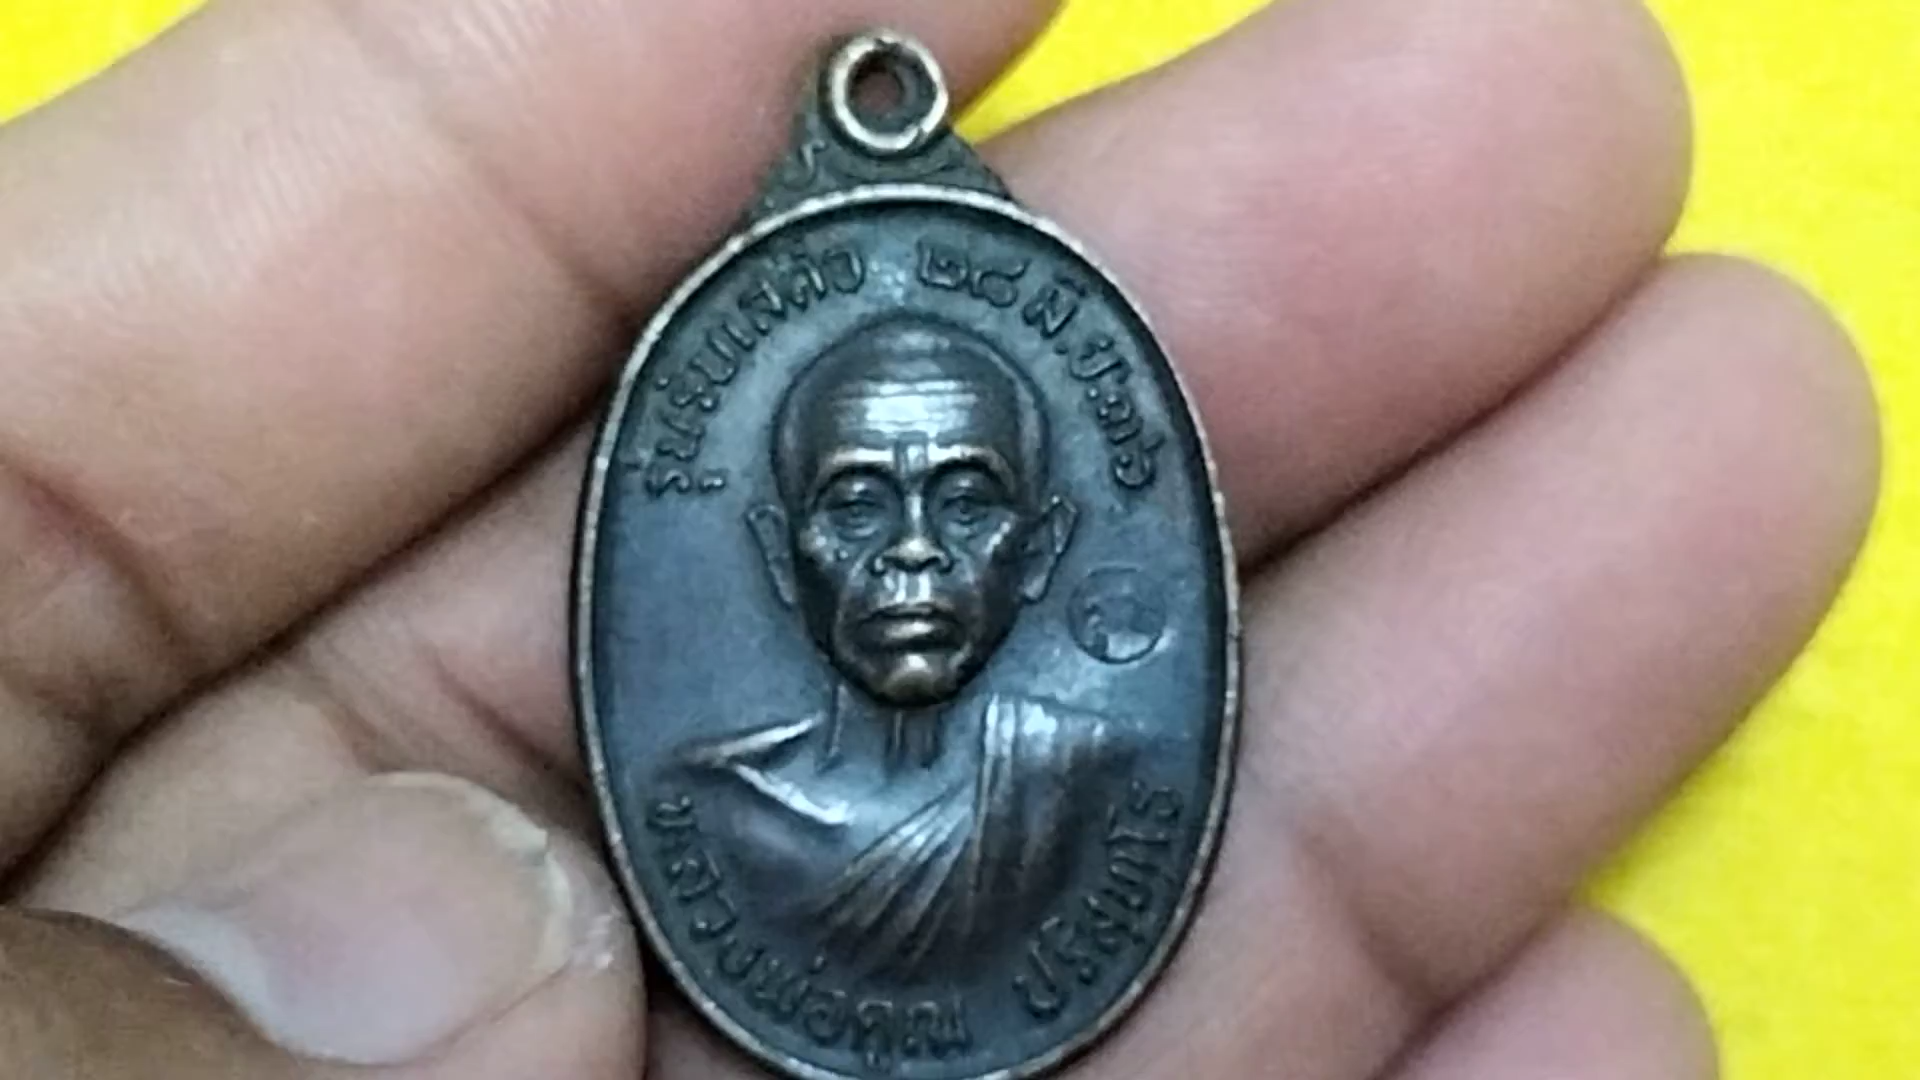 รุ่นรับเสด็จ ๒๘ มิ.ย.๓๖
หลวงพ่อคูณ ปริสุทฺโธ